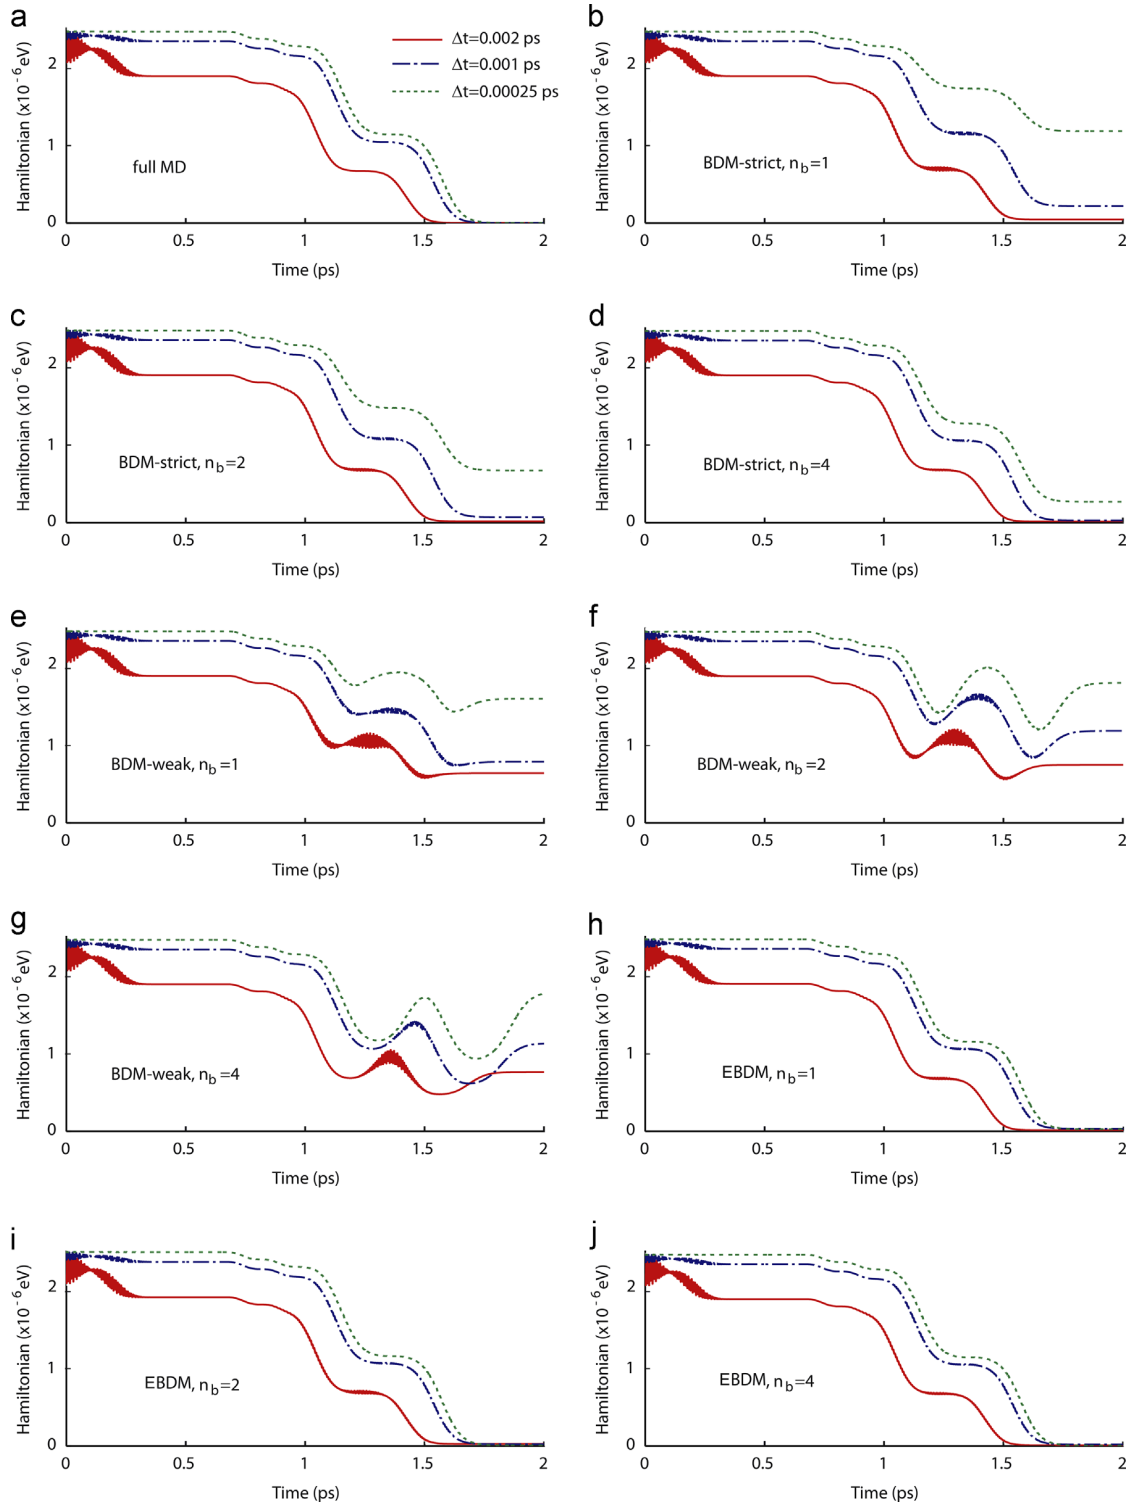 a
Hamiltonian (x10⁻⁶eV)
2
1
0
Δt=0.002 ps
Δt=0.001 ps
Δt=0.00025 ps
full MD
0 0.5 1 1.5 2
Time (ps)
b
Hamiltonian (x10⁻⁶eV)
2
1
0
BDM-strict, n_b=1
0 0.5 1 1.5 2
Time (ps)
c
Hamiltonian (x10⁻⁶eV)
2
1
0
BDM-strict, n_b=2
0 0.5 1 1.5 2
Time (ps)
d
Hamiltonian (x10⁻⁶eV)
2
1
0
BDM-strict, n_b=4
0 0.5 1 1.5 2
Time (ps)
e
Hamiltonian (x10⁻⁶eV)
2
1
0
BDM-weak, n_b=1
0 0.5 1 1.5 2
Time (ps)
f
Hamiltonian (x10⁻⁶eV)
2
1
0
BDM-weak, n_b=2
0 0.5 1 1.5 2
Time (ps)
g
Hamiltonian (x10⁻⁶eV)
2
1
0
BDM-weak, n_b=4
0 0.5 1 1.5 2
Time (ps)
h
Hamiltonian (x10⁻⁶eV)
2
1
0
EBDM, n_b=1
0 0.5 1 1.5 2
Time (ps)
i
Hamiltonian (x10⁻⁶eV)
2
1
0
EBDM, n_b=2
0 0.5 1 1.5 2
Time (ps)
j
Hamiltonian (x10⁻⁶eV)
2
1
0
EBDM, n_b=4
0 0.5 1 1.5 2
Time (ps)